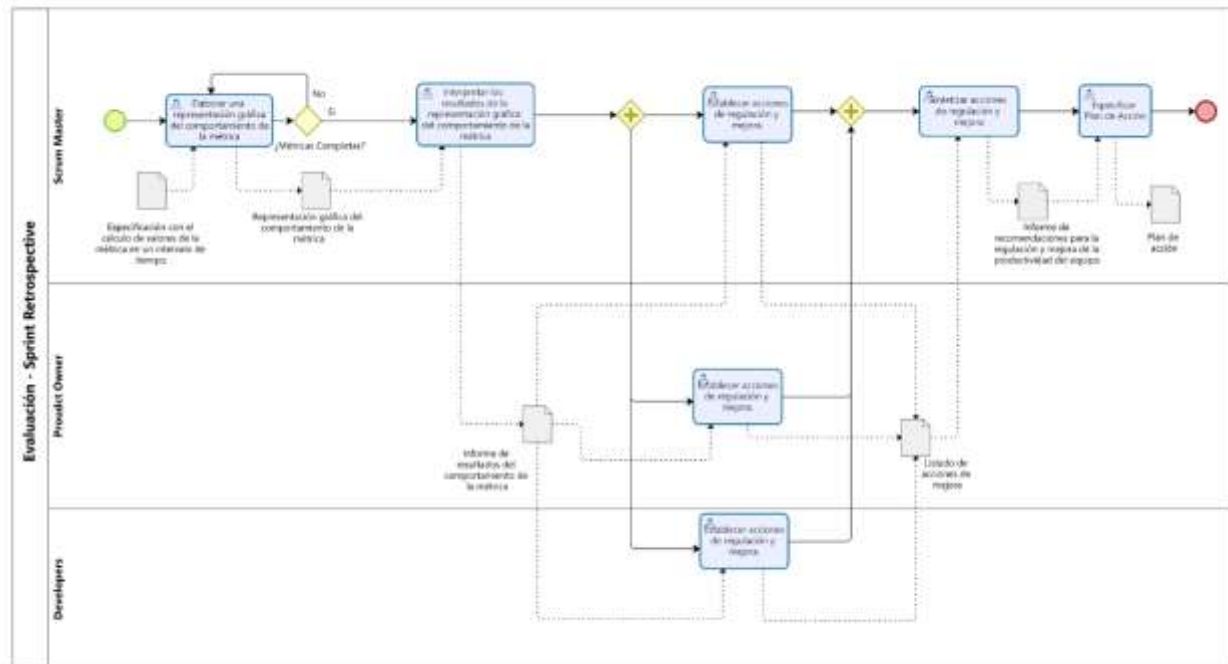 Evaluación - Sprint Retrospective
Scrum Master
Elaborar una
representación gráfica
del comportamiento de
la métrica
No
Si
¿Métricas Completas?
Interpretar los
resultados de la
representación gráfica
del comportamiento de la
métrica
Establecer acciones
de regulación y
mejora
Sintetizar acciones
de regulación y
mejora
Especificar
Plan de Acción
Especificación con el
cálculo de valores de la
métrica en un intervalo de
tiempo
Representación gráfica del
comportamiento de la
métrica
Informe de
recomendaciones para la
regulación y mejora de la
productividad del equipo
Plan de
acción
Proudct Owner
Establecer acciones
de regulación y
mejora
Informe de
resultados del
comportamiento de
la métrica
Listado de
acciones de
mejora
Developers
Establecer acciones
de regulación y
mejora